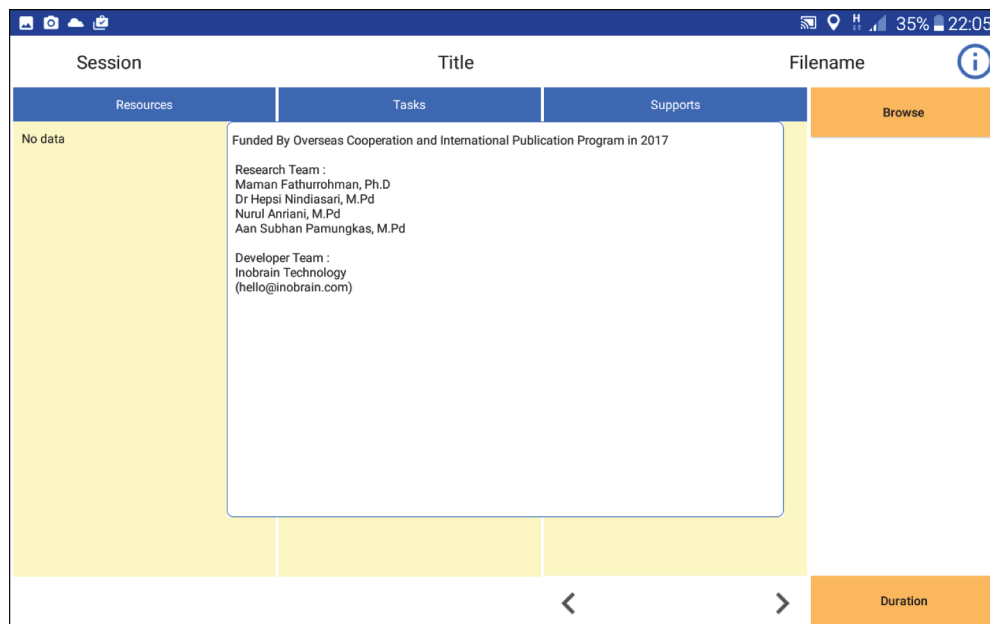 H 35% 22:05
Session Title Filename
Resources Tasks Supports Browse
No data
Funded By Overseas Cooperation and International Publication Program in 2017
Research Team :
Maman Fathurrohman, Ph.D
Dr Hepsi Nindiasari, M.Pd
Nurul Anriani, M.Pd
Aan Subhan Pamungkas, M.Pd
Developer Team :
Inobrain Technology
(hello@inobrain.com)
Duration